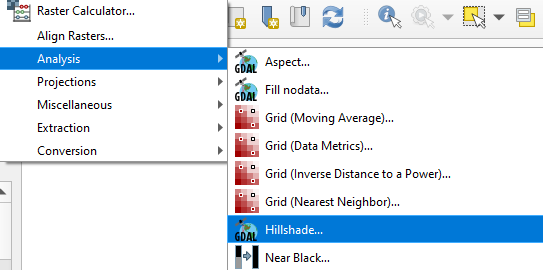 Raster Calculator...
Align Rasters...
Analysis
Projections
Miscellaneous
Extraction
Conversion
GDAL Aspect...
GDAL Fill nodata...
Grid (Moving Average)...
Grid (Data Metrics)...
Grid (Inverse Distance to a Power)...
Grid (Nearest Neighbor)...
GDAL Hillshade...
Near Black...